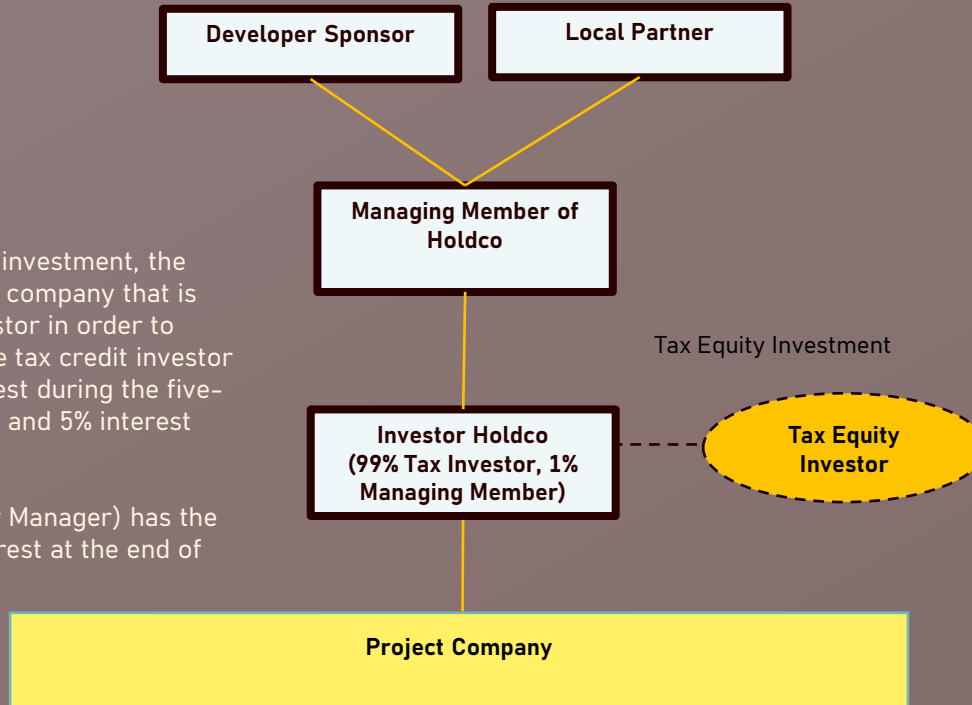 Developer Sponsor
Local Partner
Managing Member of
Holdco
investment, the
company that is
stor in order to
e tax credit investor
est during the five-
and 5% interest
Tax Equity Investment
Investor Holdco
(99% Tax Investor, 1%
Managing Member)
Tax Equity
Investor
Manager) has the
rest at the end of
Project Company